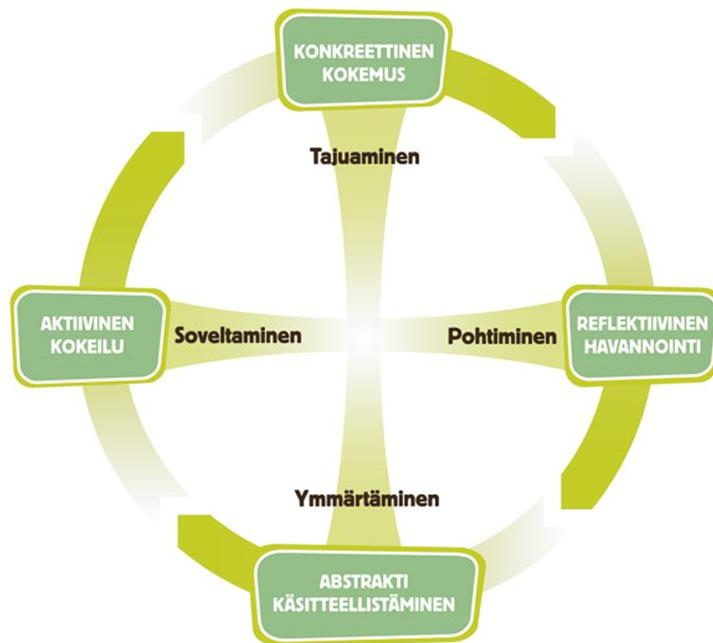 KONKREETTINEN
KOKEMUS
Tajuaminen
AKTIIVINEN
KOKEILU
Soveltaminen
Pohtiminen
REFLEKTIIVINEN
HAVANNOINTI
Ymmärtäminen
ABSTRAKTI
KÄSITTEELLISTÄMINEN